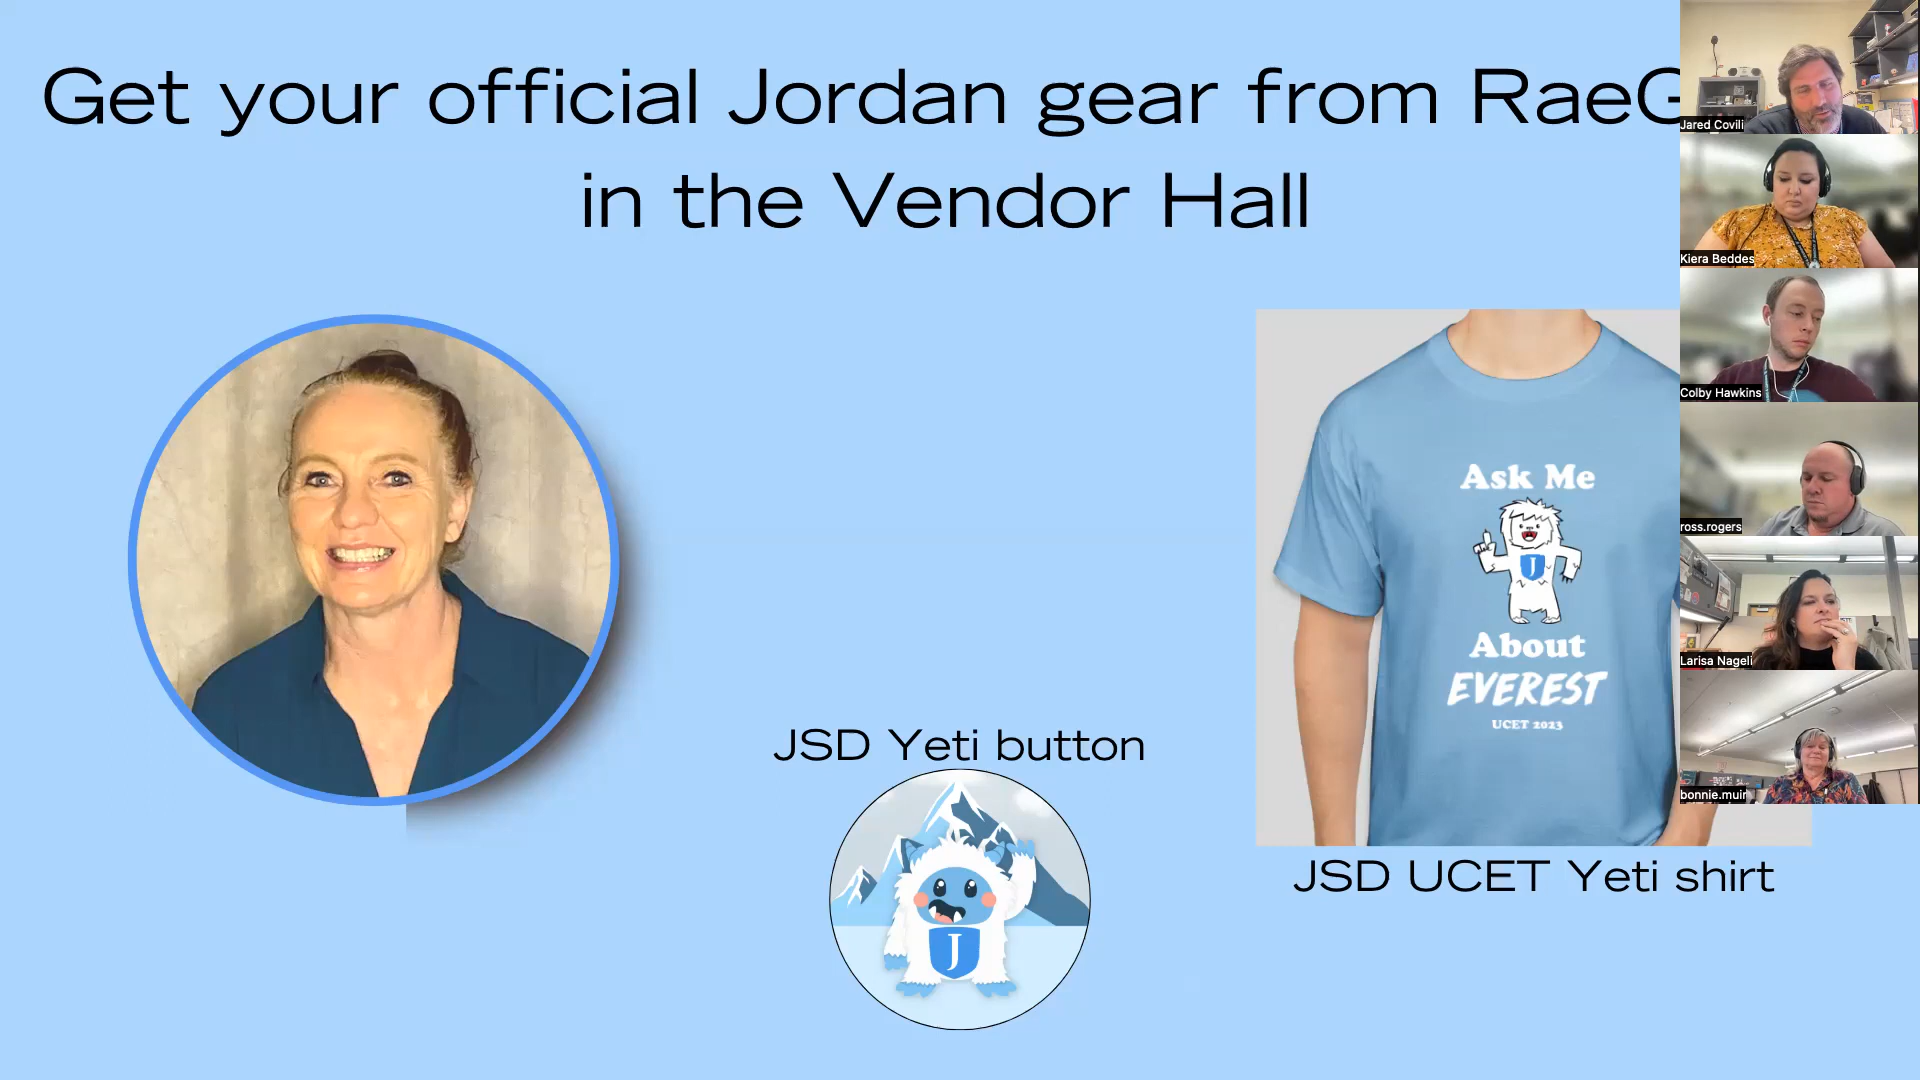 Get your official Jordan gear from RaeG
in the Vendor Hall
Ask Me
J
About
EVEREST
UCET 2023
JSD Yeti button
J
JSD UCET Yeti shirt
Jared Covili
Kiera Beddes
Colby Hawkins
ross.rogers
Larisa Nageli
bonnie.muir